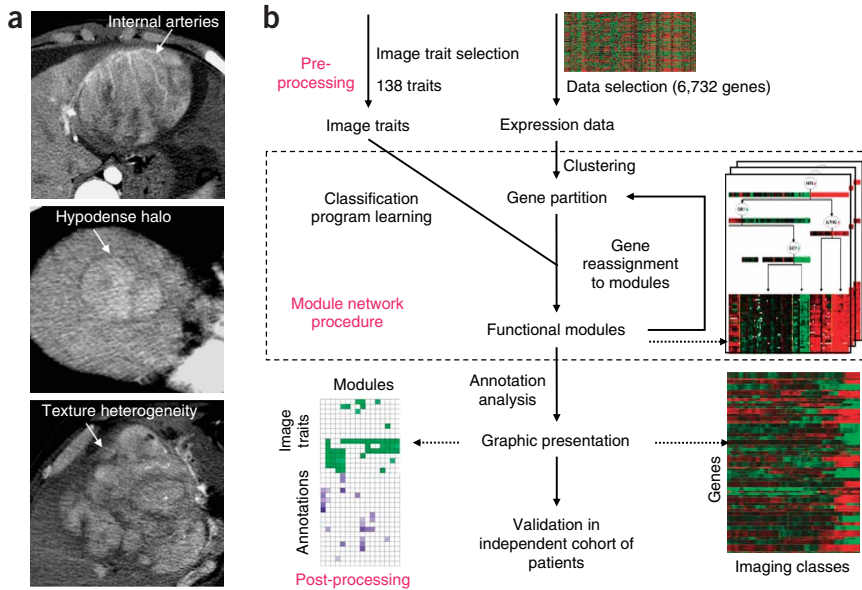 a
Internal arteries
Hypodense halo
Texture heterogeneity
b
Image trait selection
Pre-
processing
138 traits
Data selection (6,732 genes)
Image traits
Expression data
Clustering
Classification
program learning
Gene partition
Gene
reassignment
to modules
Module network
procedure
Functional modules
Modules
Annotation
analysis
Image
traits
Graphic presentation
Genes
Annotations
Validation in
independent cohort of
patients
Post-processing
Imaging classes